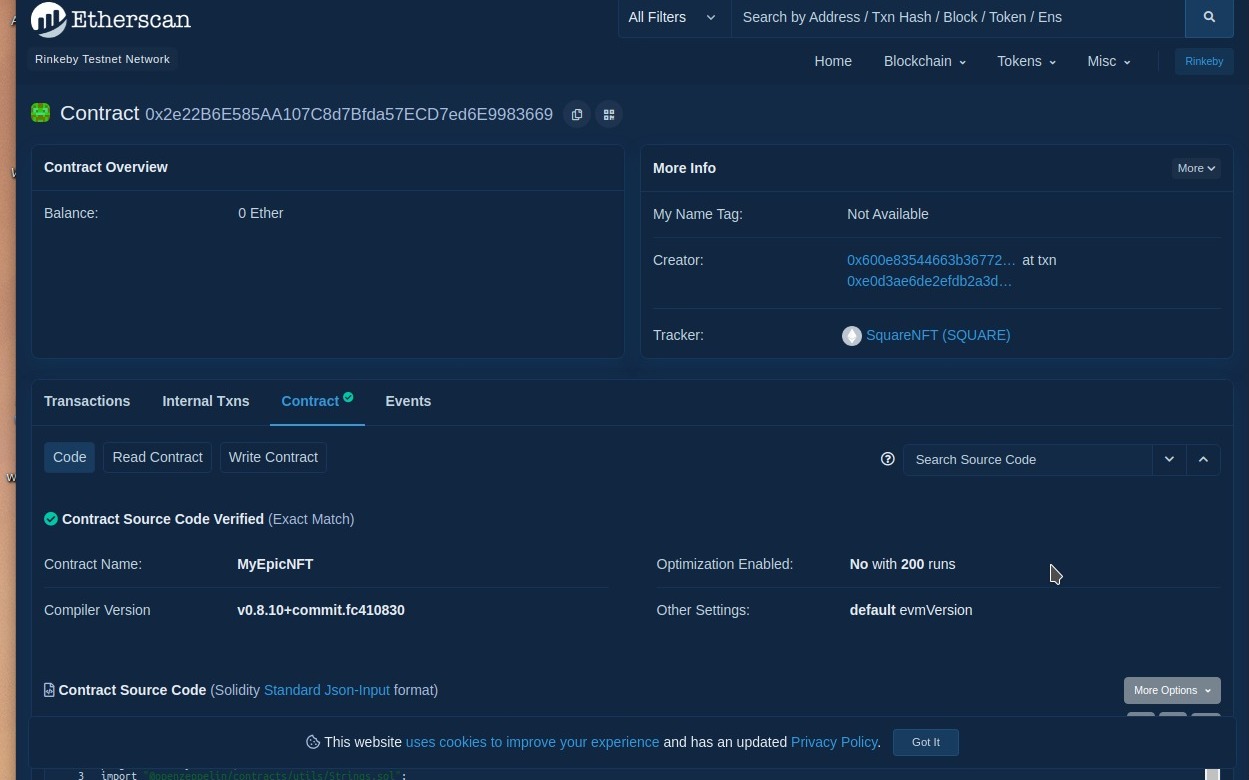 Etherscan
All Filters
Search by Address / Txn Hash / Block / Token / Ens
Rinkeby Testnet Network
Home
Blockchain
Tokens
Misc
Rinkeby
Contract 0x2e22B6E585AA107C8d7Bfda57ECD7ed6E9983669
Contract Overview
Balance:
0 Ether
More Info
More
My Name Tag:
Not Available
Creator:
0x600e83544663b36772... at txn
0xe0d3ae6de2efdb2a3d...
Tracker:
SquareNFT (SQUARE)
Transactions
Internal Txns
Contract
Events
Code
Read Contract
Write Contract
Search Source Code
Contract Source Code Verified (Exact Match)
Contract Name:
MyEpicNFT
Optimization Enabled:
No with 200 runs
Compiler Version
v0.8.10+commit.fc410830
Other Settings:
default evmVersion
Contract Source Code (Solidity Standard Json-Input format)
More Options
This website uses cookies to improve your experience and has an updated Privacy Policy.
Got It
3 import "@openzeppelin/contracts/utils/Strings.sol";